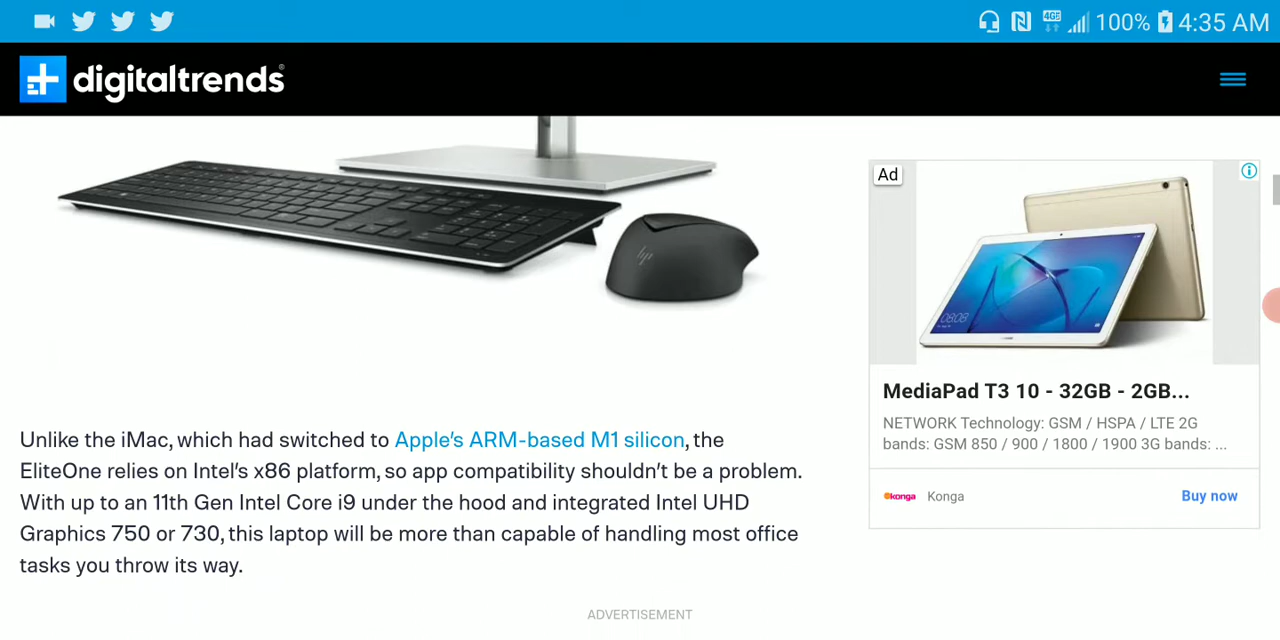 100% 4:35 AM
digitaltrends
Ad
hp
08:08
MediaPad T3 10 - 32GB - 2GB...
NETWORK Technology: GSM / HSPA / LTE 2G
bands: GSM 850 / 900 / 1800 / 1900 3G bands: ...
konga Konga Buy now
Unlike the iMac, which had switched to Apple's ARM-based M1 silicon, the
EliteOne relies on Intel's x86 platform, so app compatibility shouldn't be a problem.
With up to an 11th Gen Intel Core i9 under the hood and integrated Intel UHD
Graphics 750 or 730, this laptop will be more than capable of handling most office
tasks you throw its way.
ADVERTISEMENT